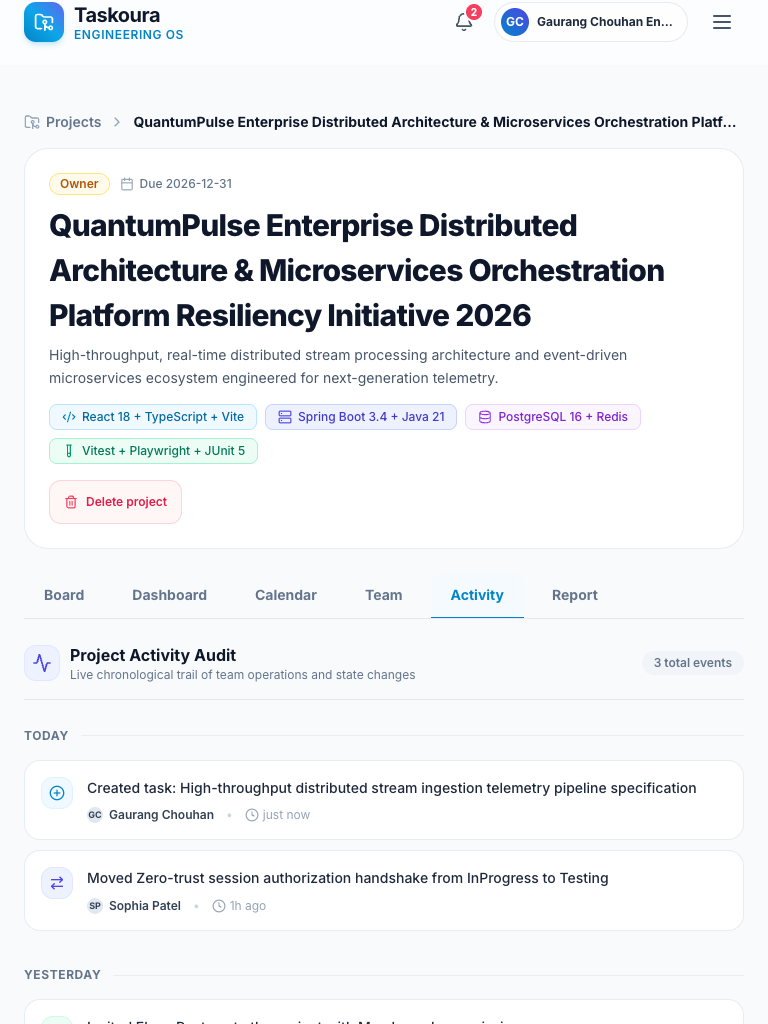 Taskoura
ENGINEERING OS
2
GC Gaurang Chouhan En...
Projects
QuantumPulse Enterprise Distributed Architecture & Microservices Orchestration Platf...
Owner
Due 2026-12-31
QuantumPulse Enterprise Distributed
Architecture & Microservices Orchestration
Platform Resiliency Initiative 2026
High-throughput, real-time distributed stream processing architecture and event-driven
microservices ecosystem engineered for next-generation telemetry.
React 18 + TypeScript + Vite
Spring Boot 3.4 + Java 21
PostgreSQL 16 + Redis
Vitest + Playwright + JUnit 5
Delete project
Board
Dashboard
Calendar
Team
Activity
Report
Project Activity Audit
Live chronological trail of team operations and state changes
3 total events
TODAY
Created task: High-throughput distributed stream ingestion telemetry pipeline specification
GC Gaurang Chouhan • just now
Moved Zero-trust session authorization handshake from InProgress to Testing
SP Sophia Patel • 1h ago
YESTERDAY